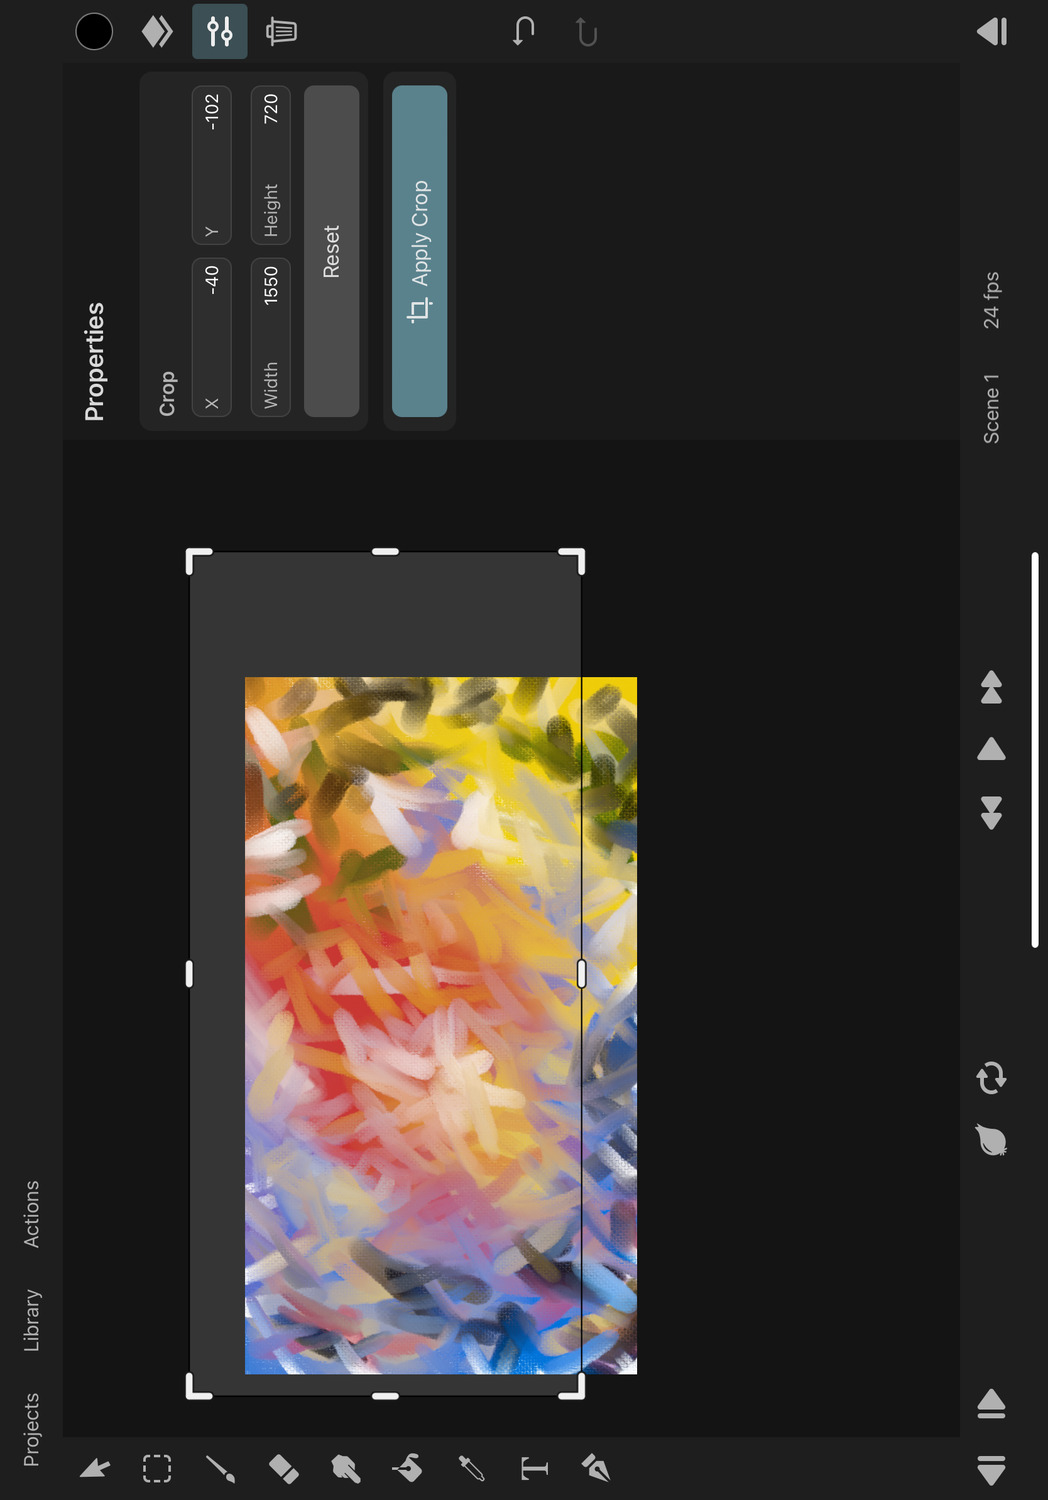 Projects Library Actions
Properties
Crop
X -40 Y -102
Width 1550 Height 720
Reset
Apply Crop
T
Scene 1 24 fps